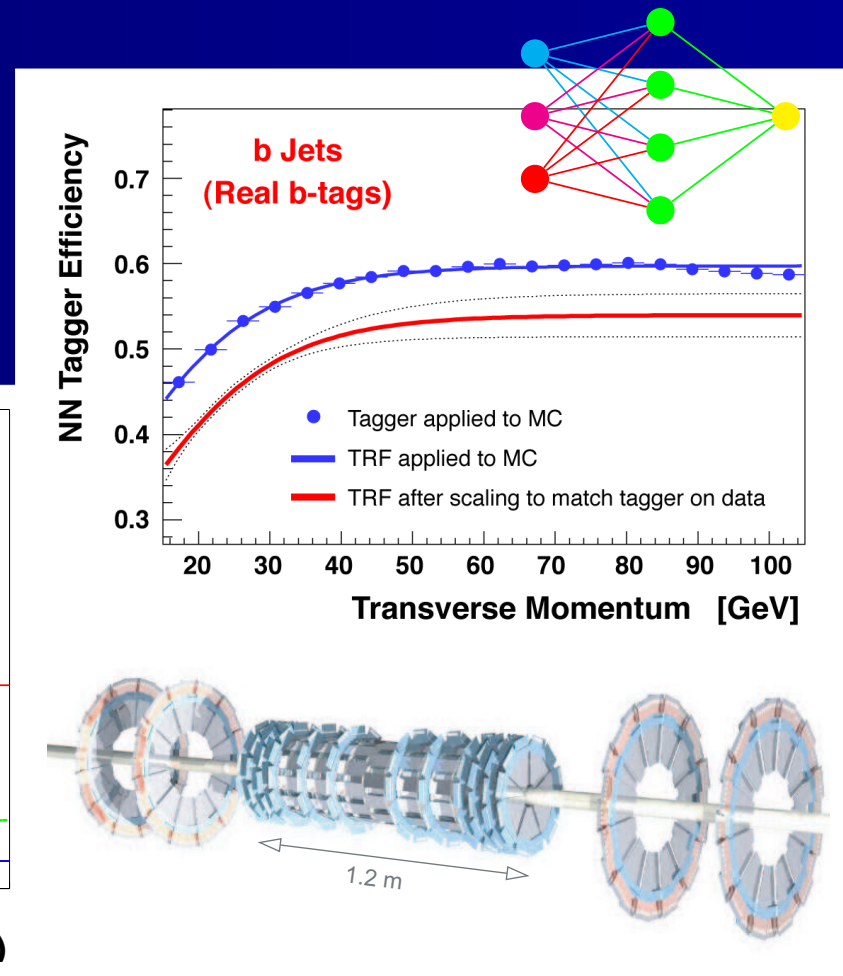 b Jets
(Real b-tags)
NN Tagger Efficiency
0.7
0.6
0.5
0.4
0.3
Tagger applied to MC
TRF applied to MC
TRF after scaling to match tagger on data
20 30 40 50 60 70 80 90 100
Transverse Momentum [GeV]
1.2 m
)